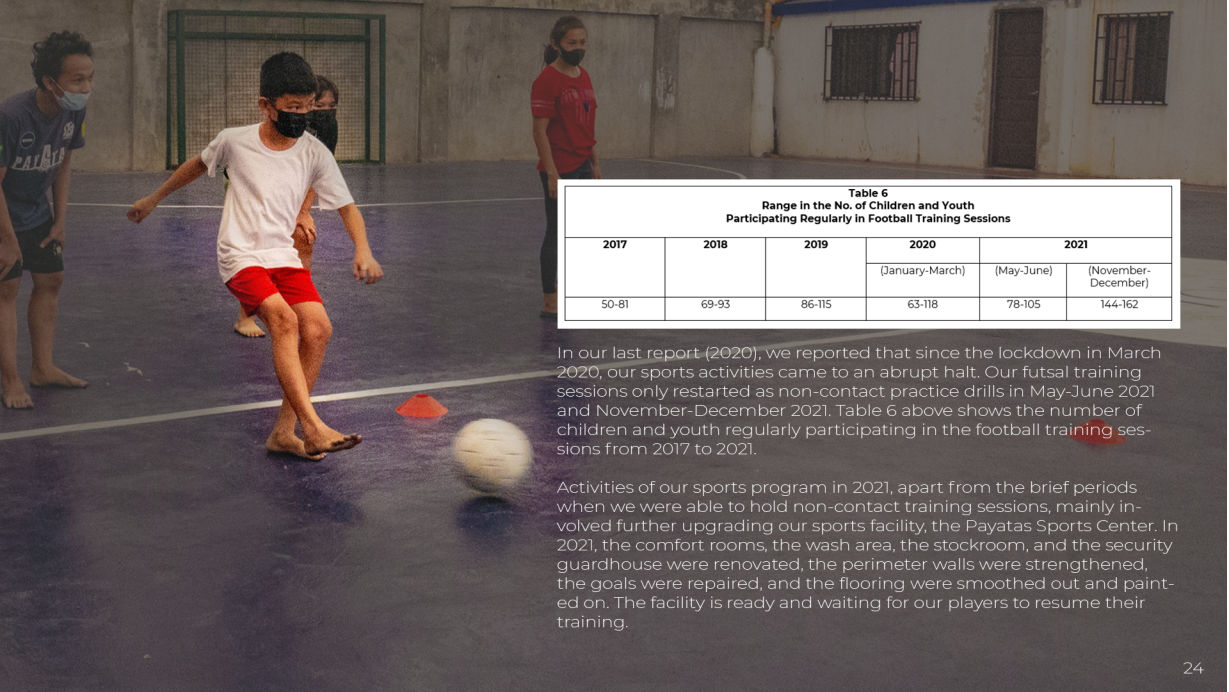 PAYATAS
Table 6
Range in the No. of Children and Youth
Participating Regularly in Football Training Sessions
2017 2018 2019 2020 2021
(January-March) (May-June) (November-
December)
50-81 69-93 86-115 63-118 78-105 144-162
In our last report (2020), we reported that since the lockdown in March
2020, our sports activities came to an abrupt halt. Our futsal training
sessions only restarted as non-contact practice drills in May-June 2021
and November-December 2021. Table 6 above shows the number of
children and youth regularly participating in the football training ses-
sions from 2017 to 2021.
Activities of our sports program in 2021, apart from the brief periods
when we were able to hold non-contact training sessions, mainly in-
volved further upgrading our sports facility, the Payatas Sports Center. In
2021, the comfort rooms, the wash area, the stockroom, and the security
guardhouse were renovated, the perimeter walls were strengthened,
the goals were repaired, and the flooring were smoothed out and paint-
ed on. The facility is ready and waiting for our players to resume their
training.
24